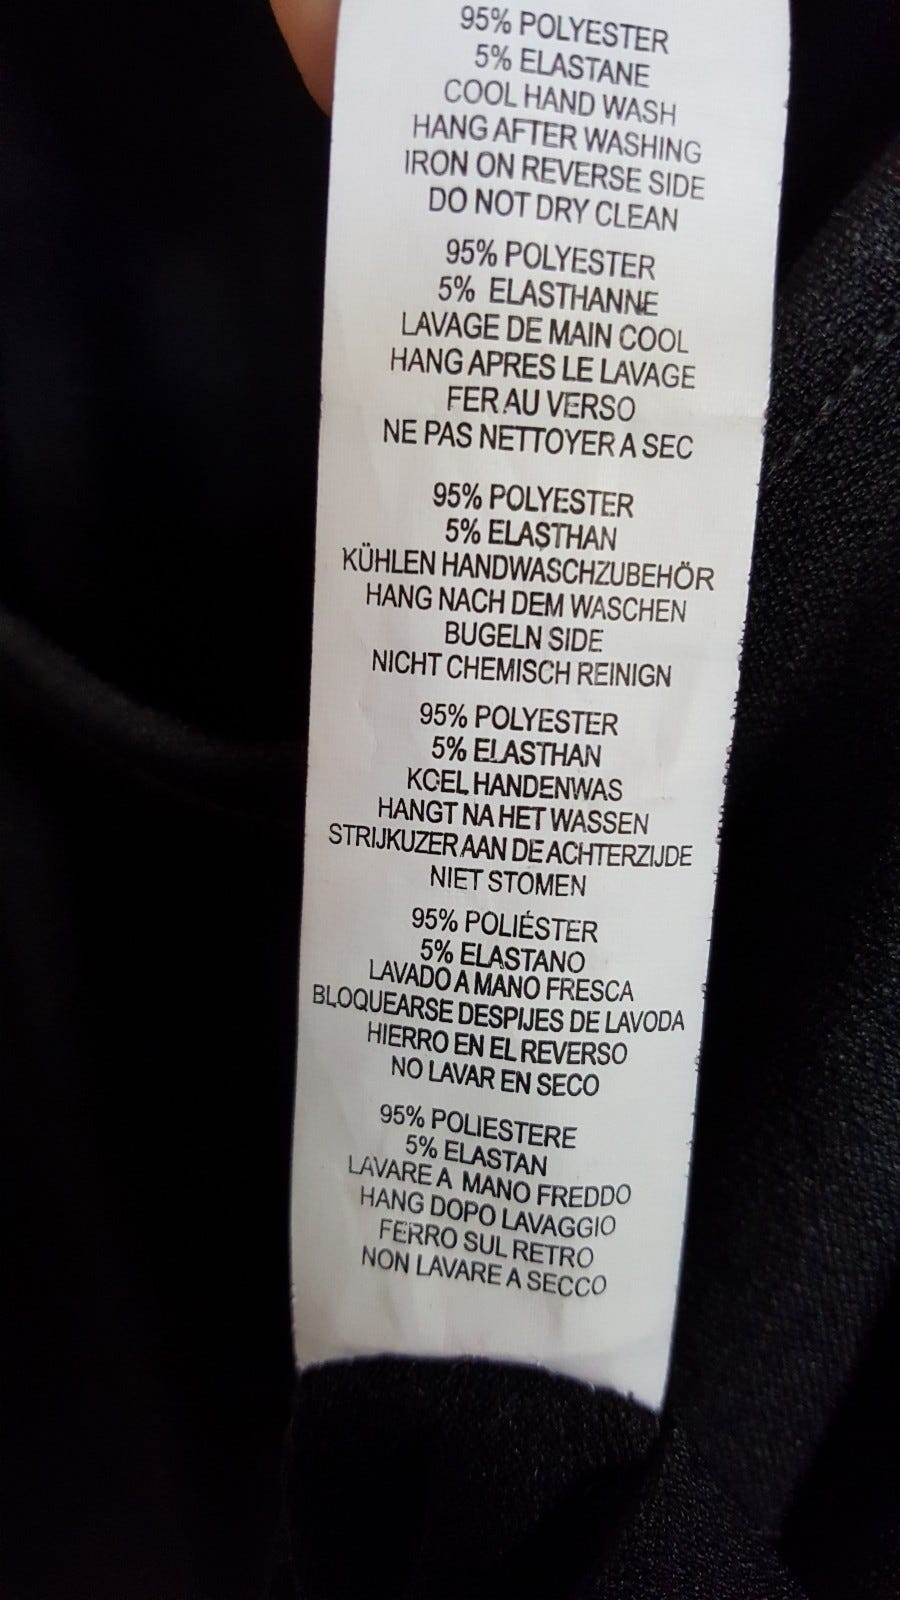 95% POLYESTER
5% ELASTANE
COOL HAND WASH
HANG AFTER WASHING
IRON ON REVERSE SIDE
DO NOT DRY CLEAN
95% POLYESTER
5% ELASTHANNE
LAVAGE DE MAIN COOL
HANG APRES LE LAVAGE
FER AU VERSO
NE PAS NETTOYER A SEC
95% POLYESTER
5% ELASTHAN
KÜHLEN HANDWASCHZUBEHÖR
HANG NACH DEM WASCHEN
BUGELN SIDE
NICHT CHEMISCH REINIGN
95% POLYESTER
5% ELASTHAN
KOEL HANDENWAS
HANGT NA HET WASSEN
STRIJKUZER AAN DE ACHTERZIJDE
NIET STOMEN
95% POLIÉSTER
5% ELASTANO
LAVADO A MANO FRESCA
BLOQUEARSE DESPIJES DE LAVODA
HIERRO EN EL REVERSO
NO LAVAR EN SECO
95% POLIESTERE
5% ELASTAN
LAVARE A MANO FREDDO
HANG DOPO LAVAGGIO
FERRO SUL RETRO
NON LAVARE A SECCO